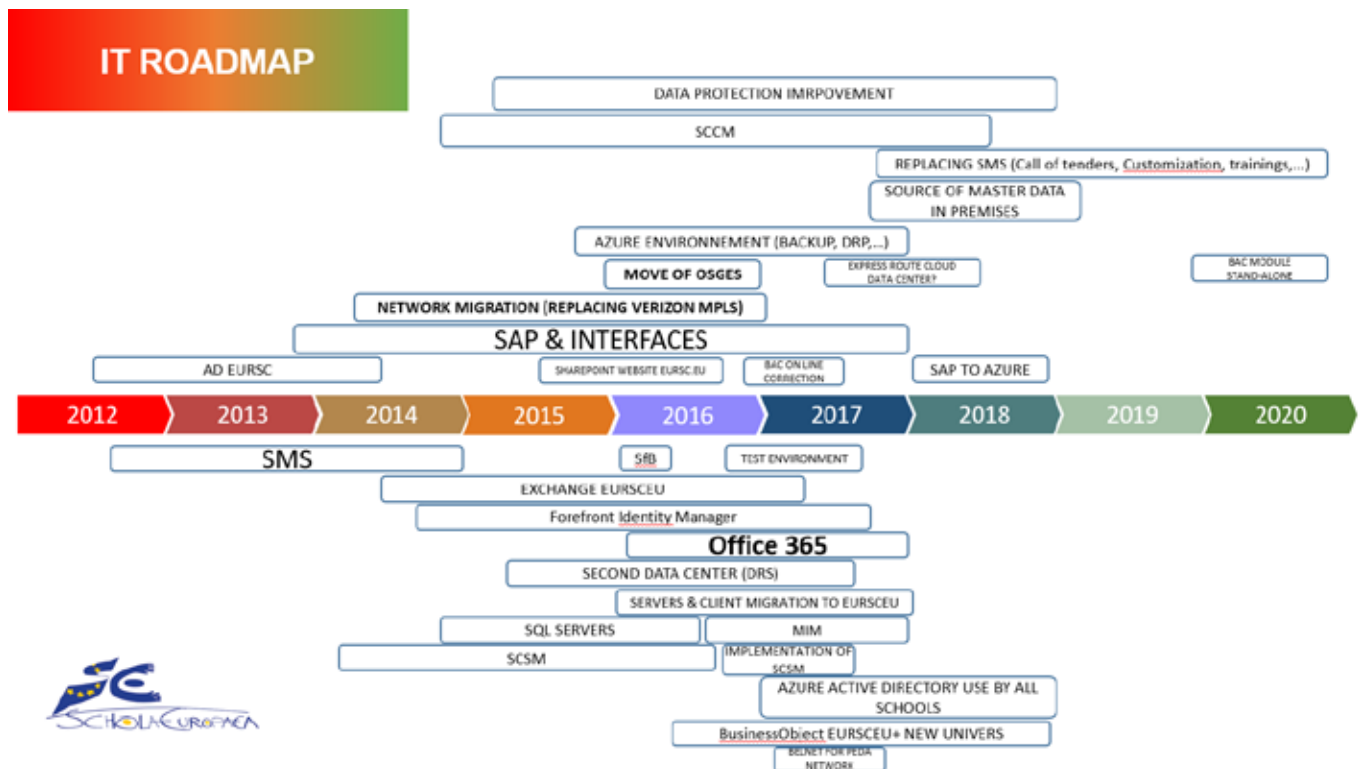 IT ROADMAP
DATA PROTECTION IMRPOVEMENT
SCCM
REPLACING SMS (Call of tenders, Customization, trainings,...)
SOURCE OF MASTER DATA
IN PREMISES
AZURE ENVIRONNEMENT (BACKUP, DRP,...)
MOVE OF OSGES
EXPRESS ROUTE CLOUD
DATA CENTER?
BAC MODULE
STAND-ALONE
NETWORK MIGRATION (REPLACING VERIZON MPLS)
SAP & INTERFACES
AD EURSC
SHAREPOINT WEBSITE EURSC.EU
BAC ON LINE
CORRECTION
SAP TO AZURE
2012
2013
2014
2015
2016
2017
2018
2019
2020
SMS
SfB
TEST ENVIRONMENT
EXCHANGE EURSCEU
Forefront Identity Manager
Office 365
SECOND DATA CENTER (DRS)
SERVERS & CLIENT MIGRATION TO EURSCEU
SQL SERVERS
MIM
SCSM
IMPLEMENTATION OF
SCSM
AZURE ACTIVE DIRECTORY USE BY ALL
SCHOOLS
BusinessObject EURSCEU+ NEW UNIVERS
BELNET FOR PEDA
NETWORK
SCHOLA EUROPAEA